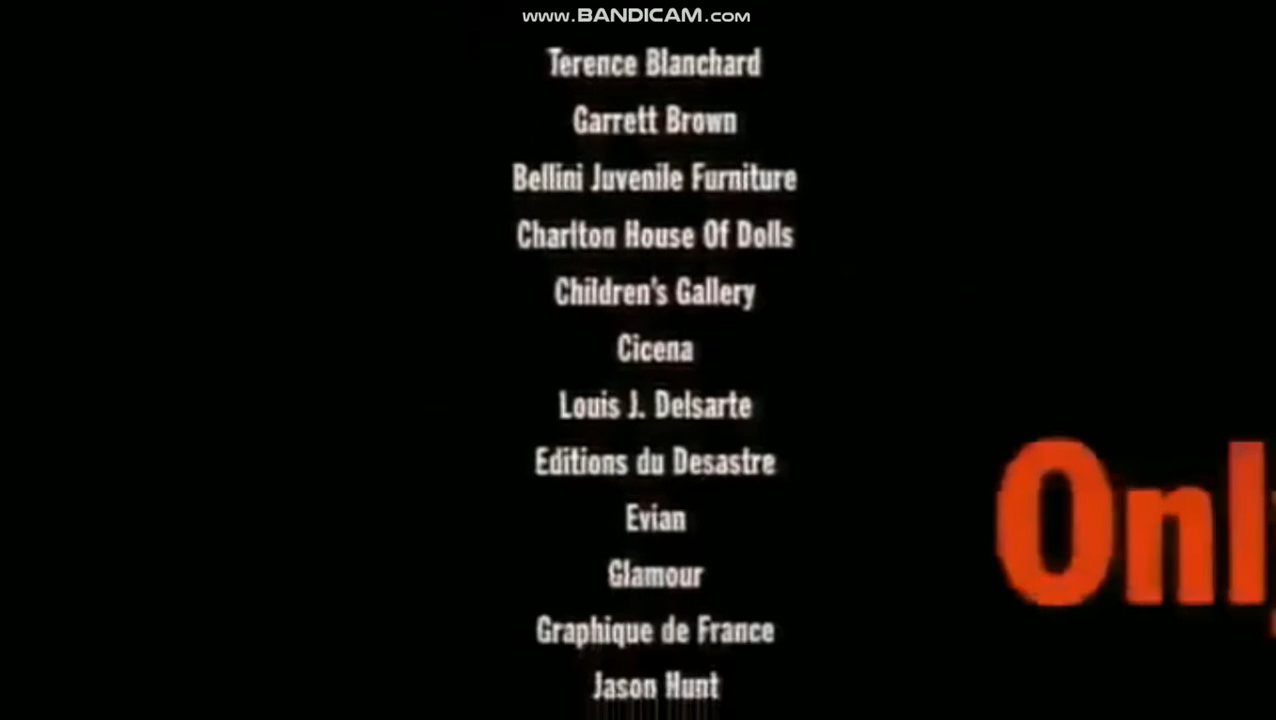 www.BANDICAM.com
Terence Blanchard
Garrett Brown
Bellini Juvenile Furniture
Charlton House Of Dolls
Children's Gallery
Cicena
Louis J. Delsarte
Editions du Desastre
Evian
Glamour
Graphique de France
Jason Hunt